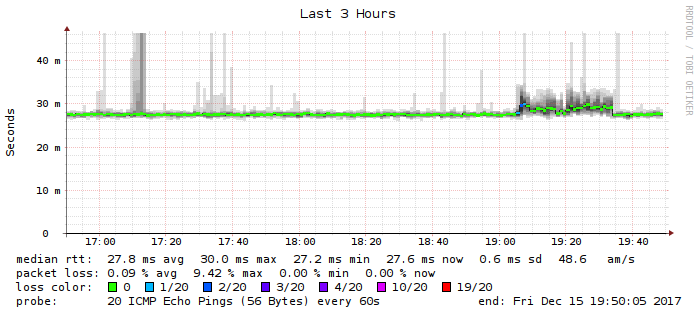 Last 3 Hours
RRDTOOL / TOBI OETIKER
Seconds
40 m
30 m
20 m
10 m
0
17:00 17:20 17:40 18:00 18:20 18:40 19:00 19:20 19:40
median rtt: 27.8 ms avg 30.0 ms max 27.2 ms min 27.6 ms now 0.6 ms sd 48.6 am/s
packet loss: 0.09 % avg 9.42 % max 0.00 % min 0.00 % now
loss color: 0 1/20 2/20 3/20 4/20 10/20 19/20
probe: 20 ICMP Echo Pings (56 Bytes) every 60s end: Fri Dec 15 19:50:05 2017